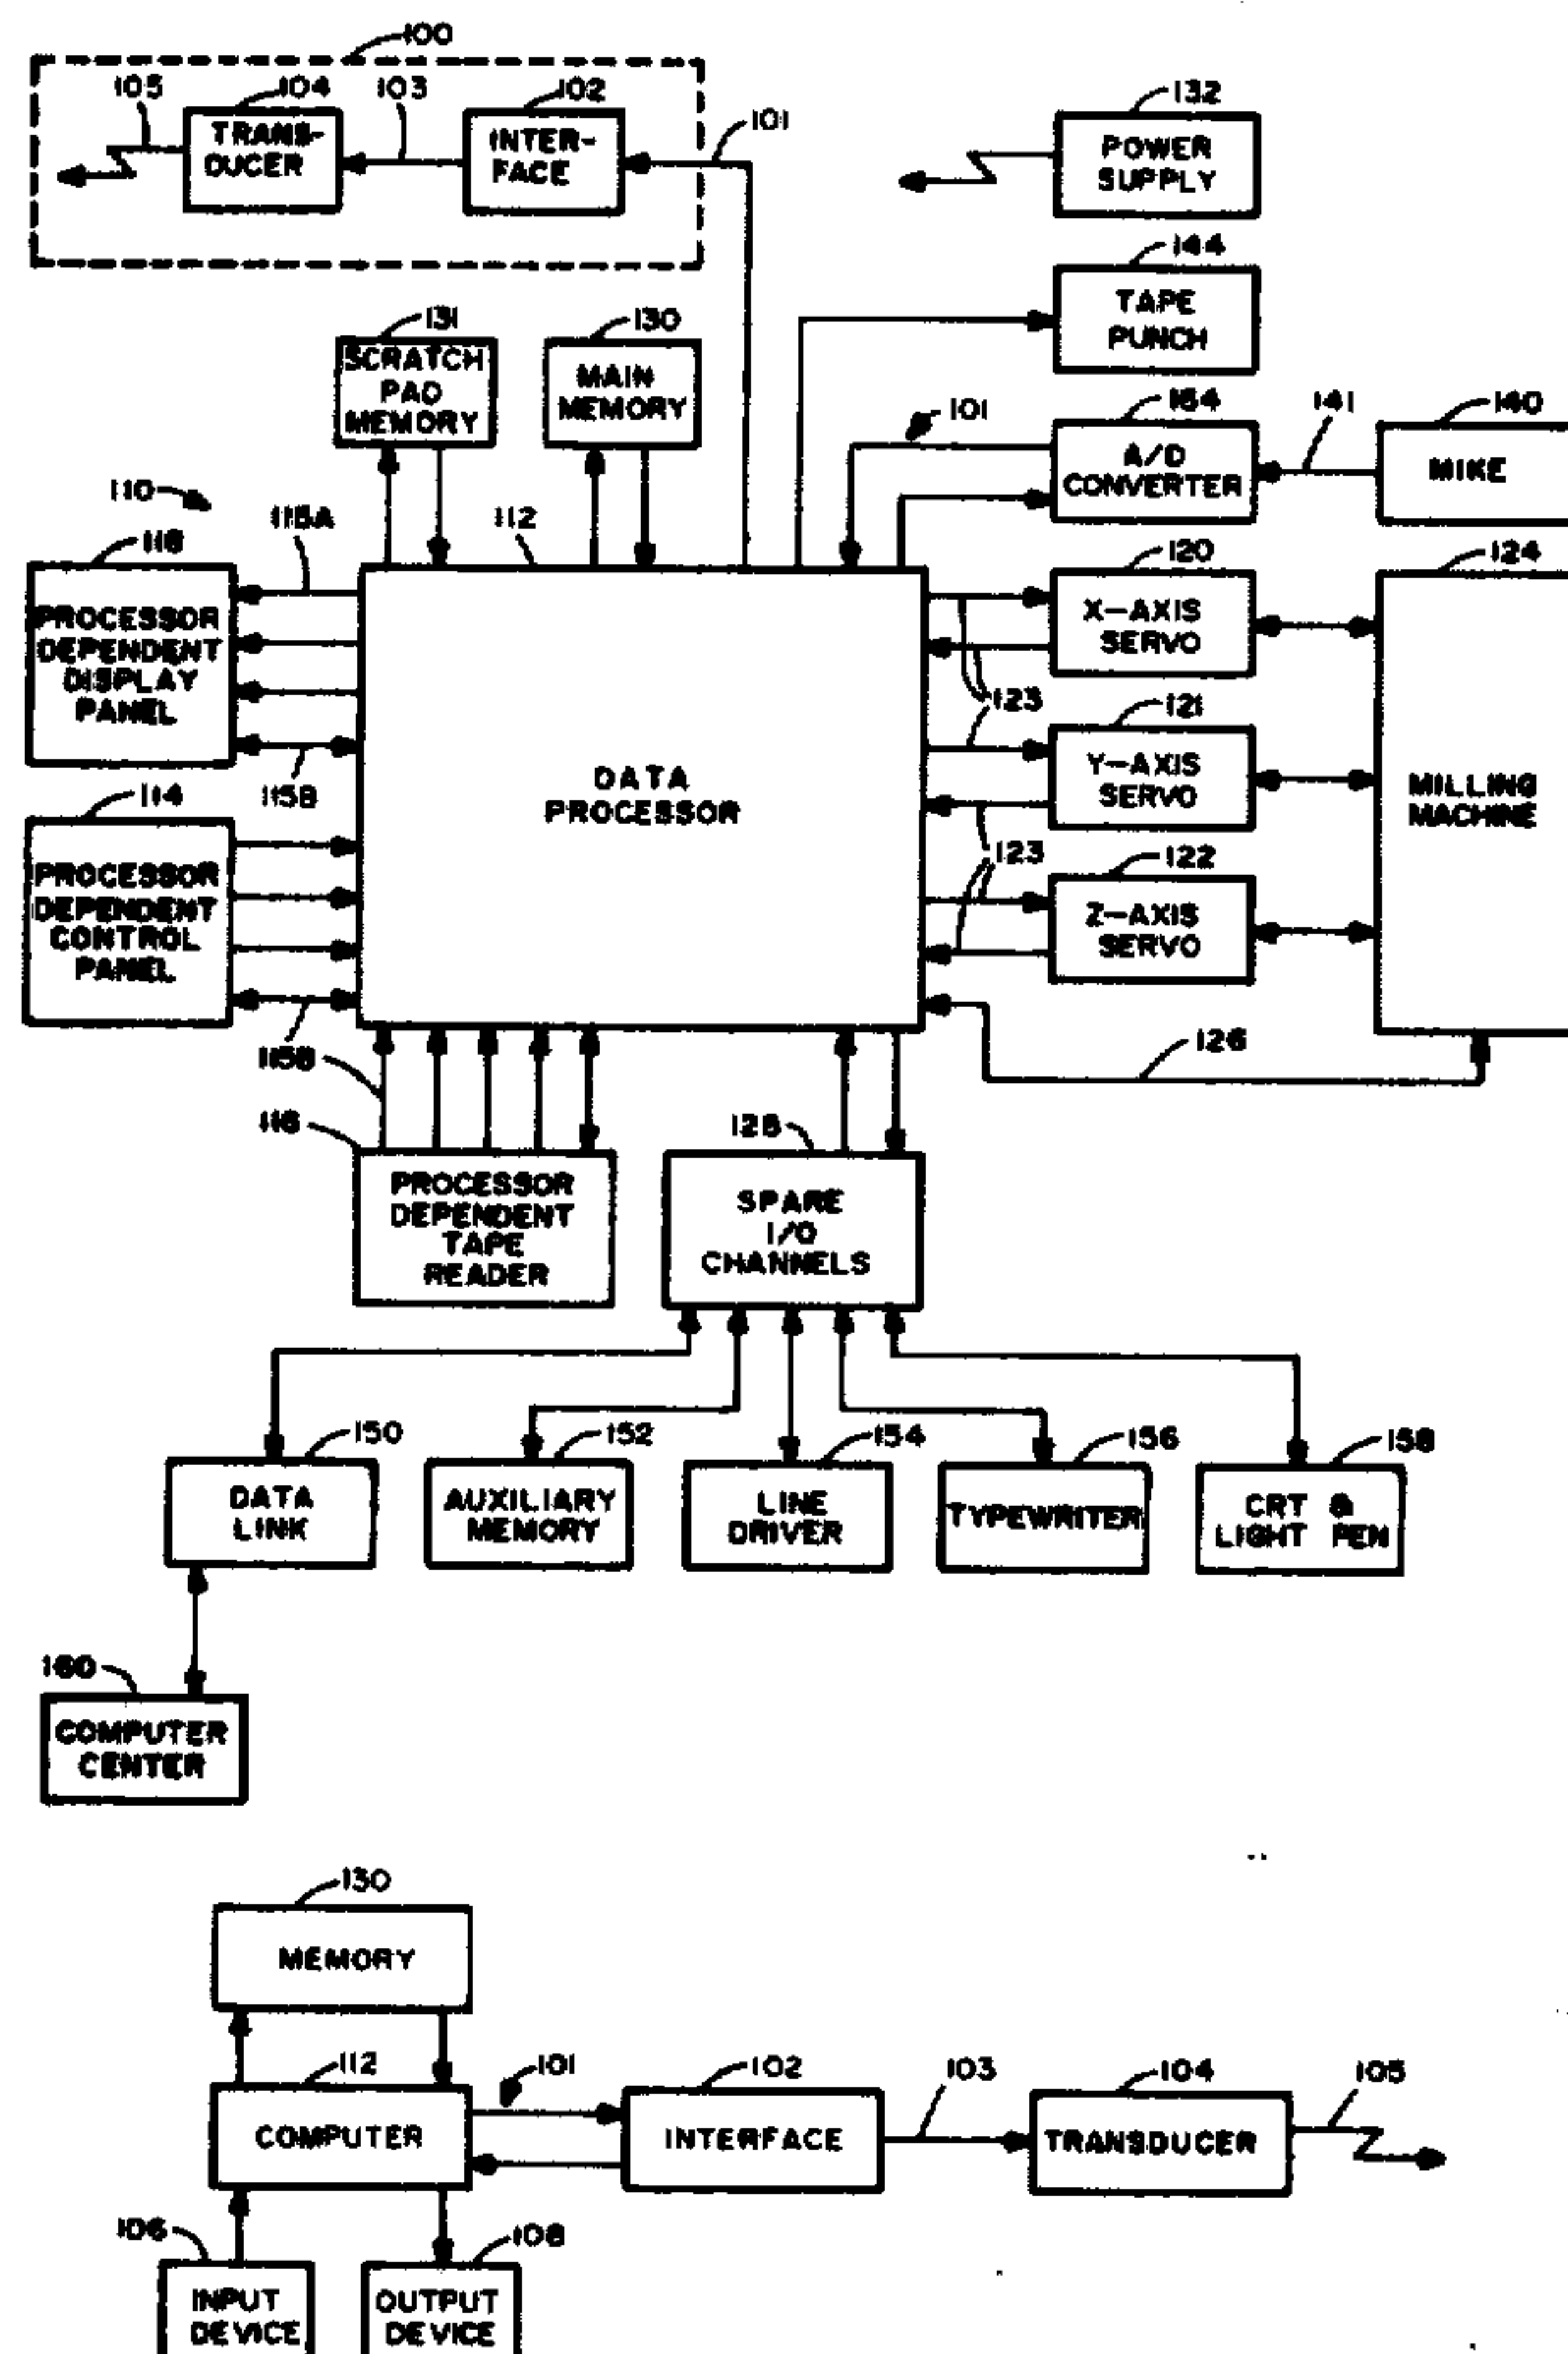 100
105
104
103
102
101
TRANS-
DUCER
INTER-
FACE
132
POWER
SUPPLY
144
TAPE
PUNCH
131
SCRATCH
PAD
MEMORY
130
MAIN
MEMORY
101
A/D
CONVERTER
141
140
MIKE
110
115A
112
PROCESSOR
DEPENDENT
DISPLAY
PANEL
115B
120
X-AXIS
SERVO
124
123
121
Y-AXIS
SERVO
DATA
PROCESSOR
MILLING
MACHINE
114
PROCESSOR
DEPENDENT
CONTROL
PANEL
115B
123
122
Z-AXIS
SERVO
126
PROCESSOR
DEPENDENT
TAPE
READER
SPARE
I/O
CHANNELS
150
DATA
LINK
152
AUXILIARY
MEMORY
154
LINE
DRIVER
156
TYPEWRITER
158
CRT &
LIGHT PEN
160
COMPUTER
CENTER
130
MEMORY
112
COMPUTER
101
102
INTERFACE
103
104
TRANSDUCER
105
106
INPUT
DEVICE
108
OUTPUT
DEVICE